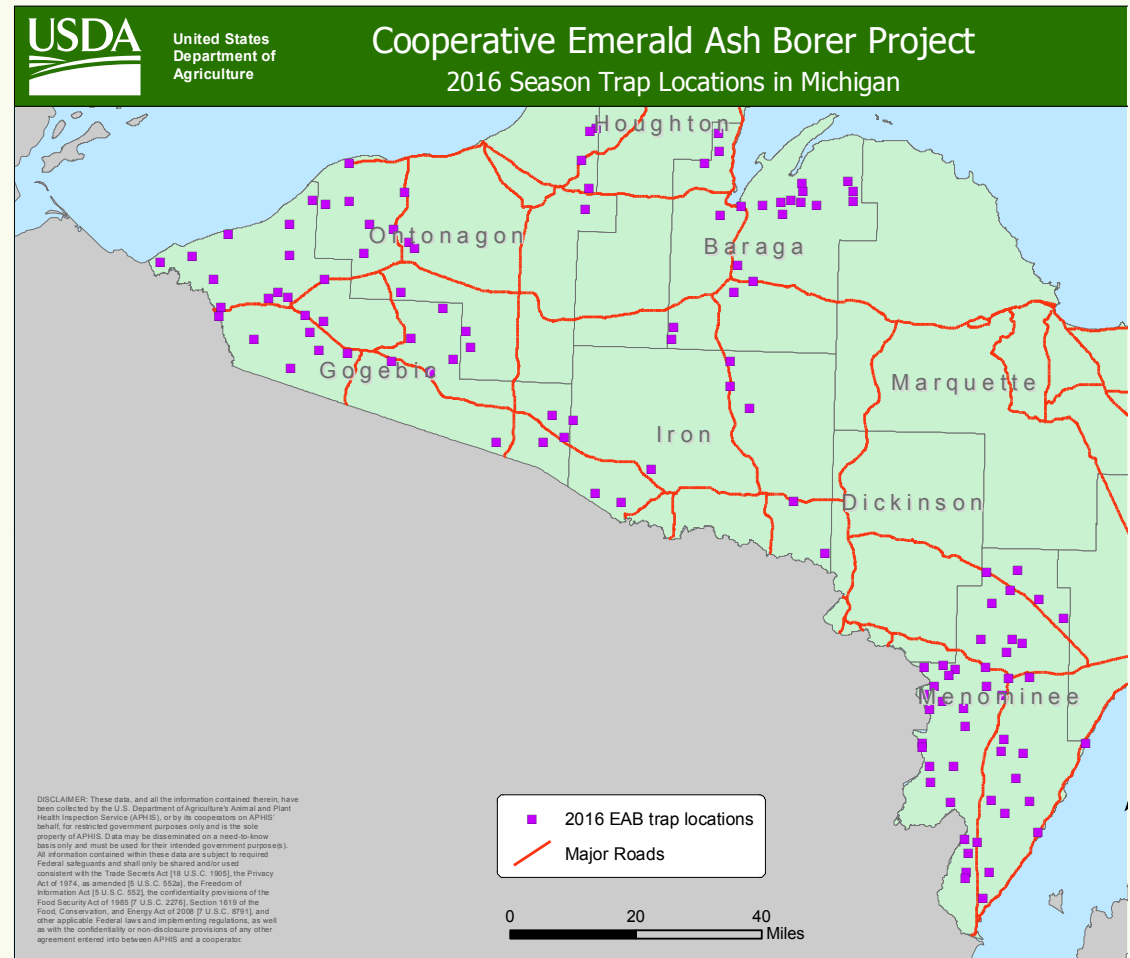 USDA
United States
Department of
Agriculture
Cooperative Emerald Ash Borer Project
2016 Season Trap Locations in Michigan
Houghton
Ontonagon
Baraga
Gogebic
Marquette
Iron
Dickinson
Menominee
DISCLAIMER: These data, and all the information contained therein, have
been collected by the U.S. Department of Agriculture's Animal and Plant
Health Inspection Service (APHIS), or by its cooperators on APHIS'
behalf, for restricted government purposes only and is the sole
property of APHIS. Data may be disseminated on a need-to-know
basis only and must be used for their intended government purpose(s).
All information contained within these data are subject to required
Federal safeguards and shall only be shared and/or used
consistent with the Trade Secrets Act [18 U.S.C. 1905], the Privacy
Act of 1974, as amended [5 U.S.C. 552a], the Freedom of
Information Act [5 U.S.C. 552], the confidentiality provisions of the
Food Security Act of 1985 [7 U.S.C. 2276], Section 1619 of the
Food, Conservation, and Energy Act of 2008 [7 U.S.C. 8791], and
other applicable Federal laws and implementing regulations, as well
as with the confidentiality or non-disclosure provisions of any other
agreement entered into between APHIS and a cooperator.
2016 EAB trap locations
Major Roads
0 20 40
Miles